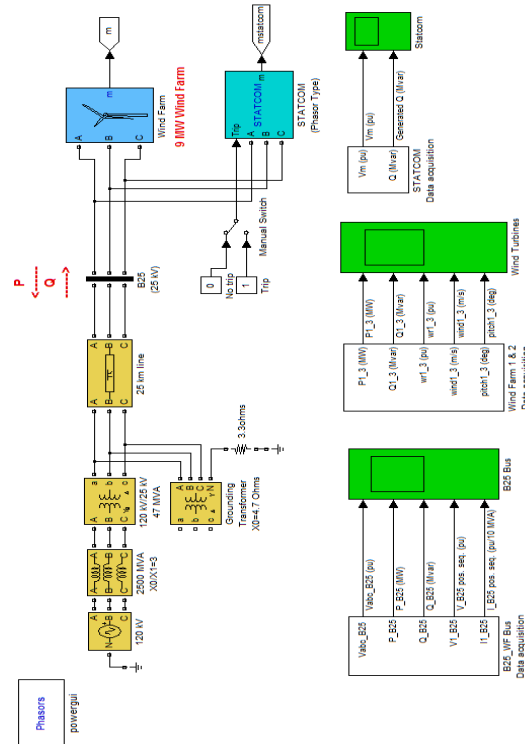 Phasors
powergui
N
A
B
C
120 kV
A
B
C
A
B
C
2500 MVA
X0/X1=3
A
B
C
a
b
c
120 kV/25 kV
47 MVA
a
b
c
A
B
C
N
Grounding
Transformer
X0=4.7 Ohms
3.3ohms
A
B
C
A
B
C
25 km line
P
Q
B25
(25 kV)
0
No trip
1
Trip
Manual Switch
A
B
C
m
Wind Farm
9 MW Wind Farm
m
Trip
A
B
C
STATCOM
m
STATCOM
(Phasor Type)
mstatcom
Vabc_B25
P_B25
Q_B25
V1_B25
I1_B25
B25_WF Bus
Data acquisition
Vabc_B25 (pu)
P_B25 (MW)
Q_B25 (Mvar)
V_B25 pos. seq. (pu)
I_B25 pos. seq. (pu/10 MVA)
B25 Bus
P1_3 (MW)
Q1_3 (Mvar)
wr1_3 (pu)
wind1_3 (m/s)
pitch1_3 (deg)
Wind Farm 1 & 2
Data acquisition
P1_3 (MW)
Q1_3 (Mvar)
wr1_3 (pu)
wind1_3 (m/s)
pitch1_3 (deg)
Wind Turbines
Vm (pu)
Q (Mvar)
STATCOM
Data acquisition
Vm (pu)
Generated Q (Mvar)
Statcom